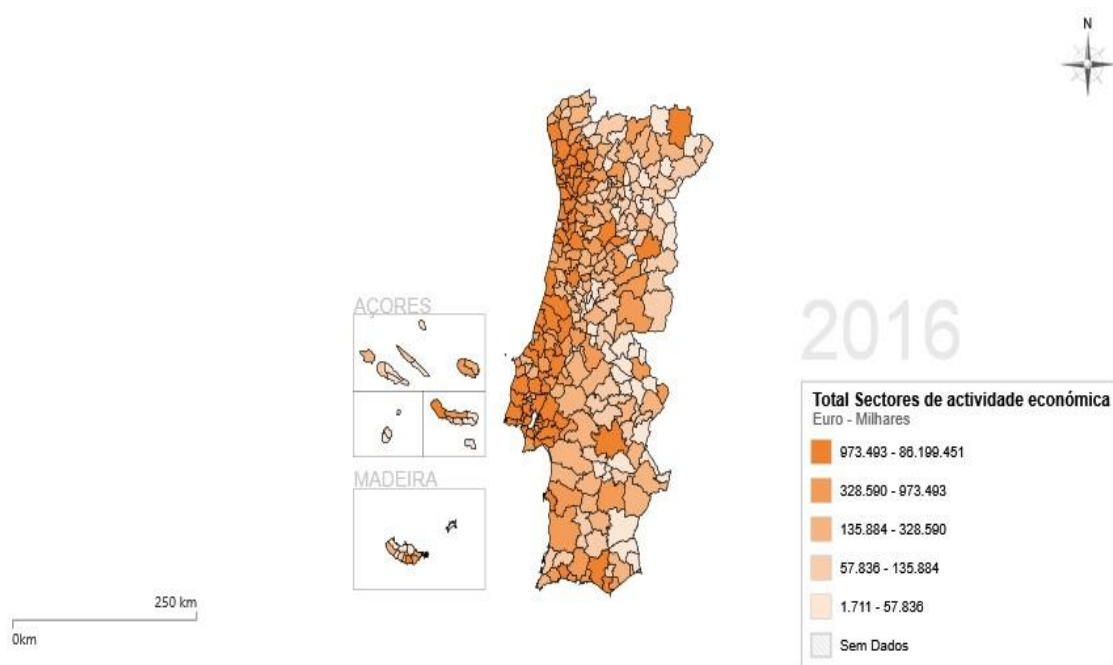 N
AÇORES
MADEIRA
250 km
0km
2016
Total Sectores de actividade económica
Euro - Milhares
973.493 - 86.199.451
328.590 - 973.493
135.884 - 328.590
57.836 - 135.884
1.711 - 57.836
Sem Dados